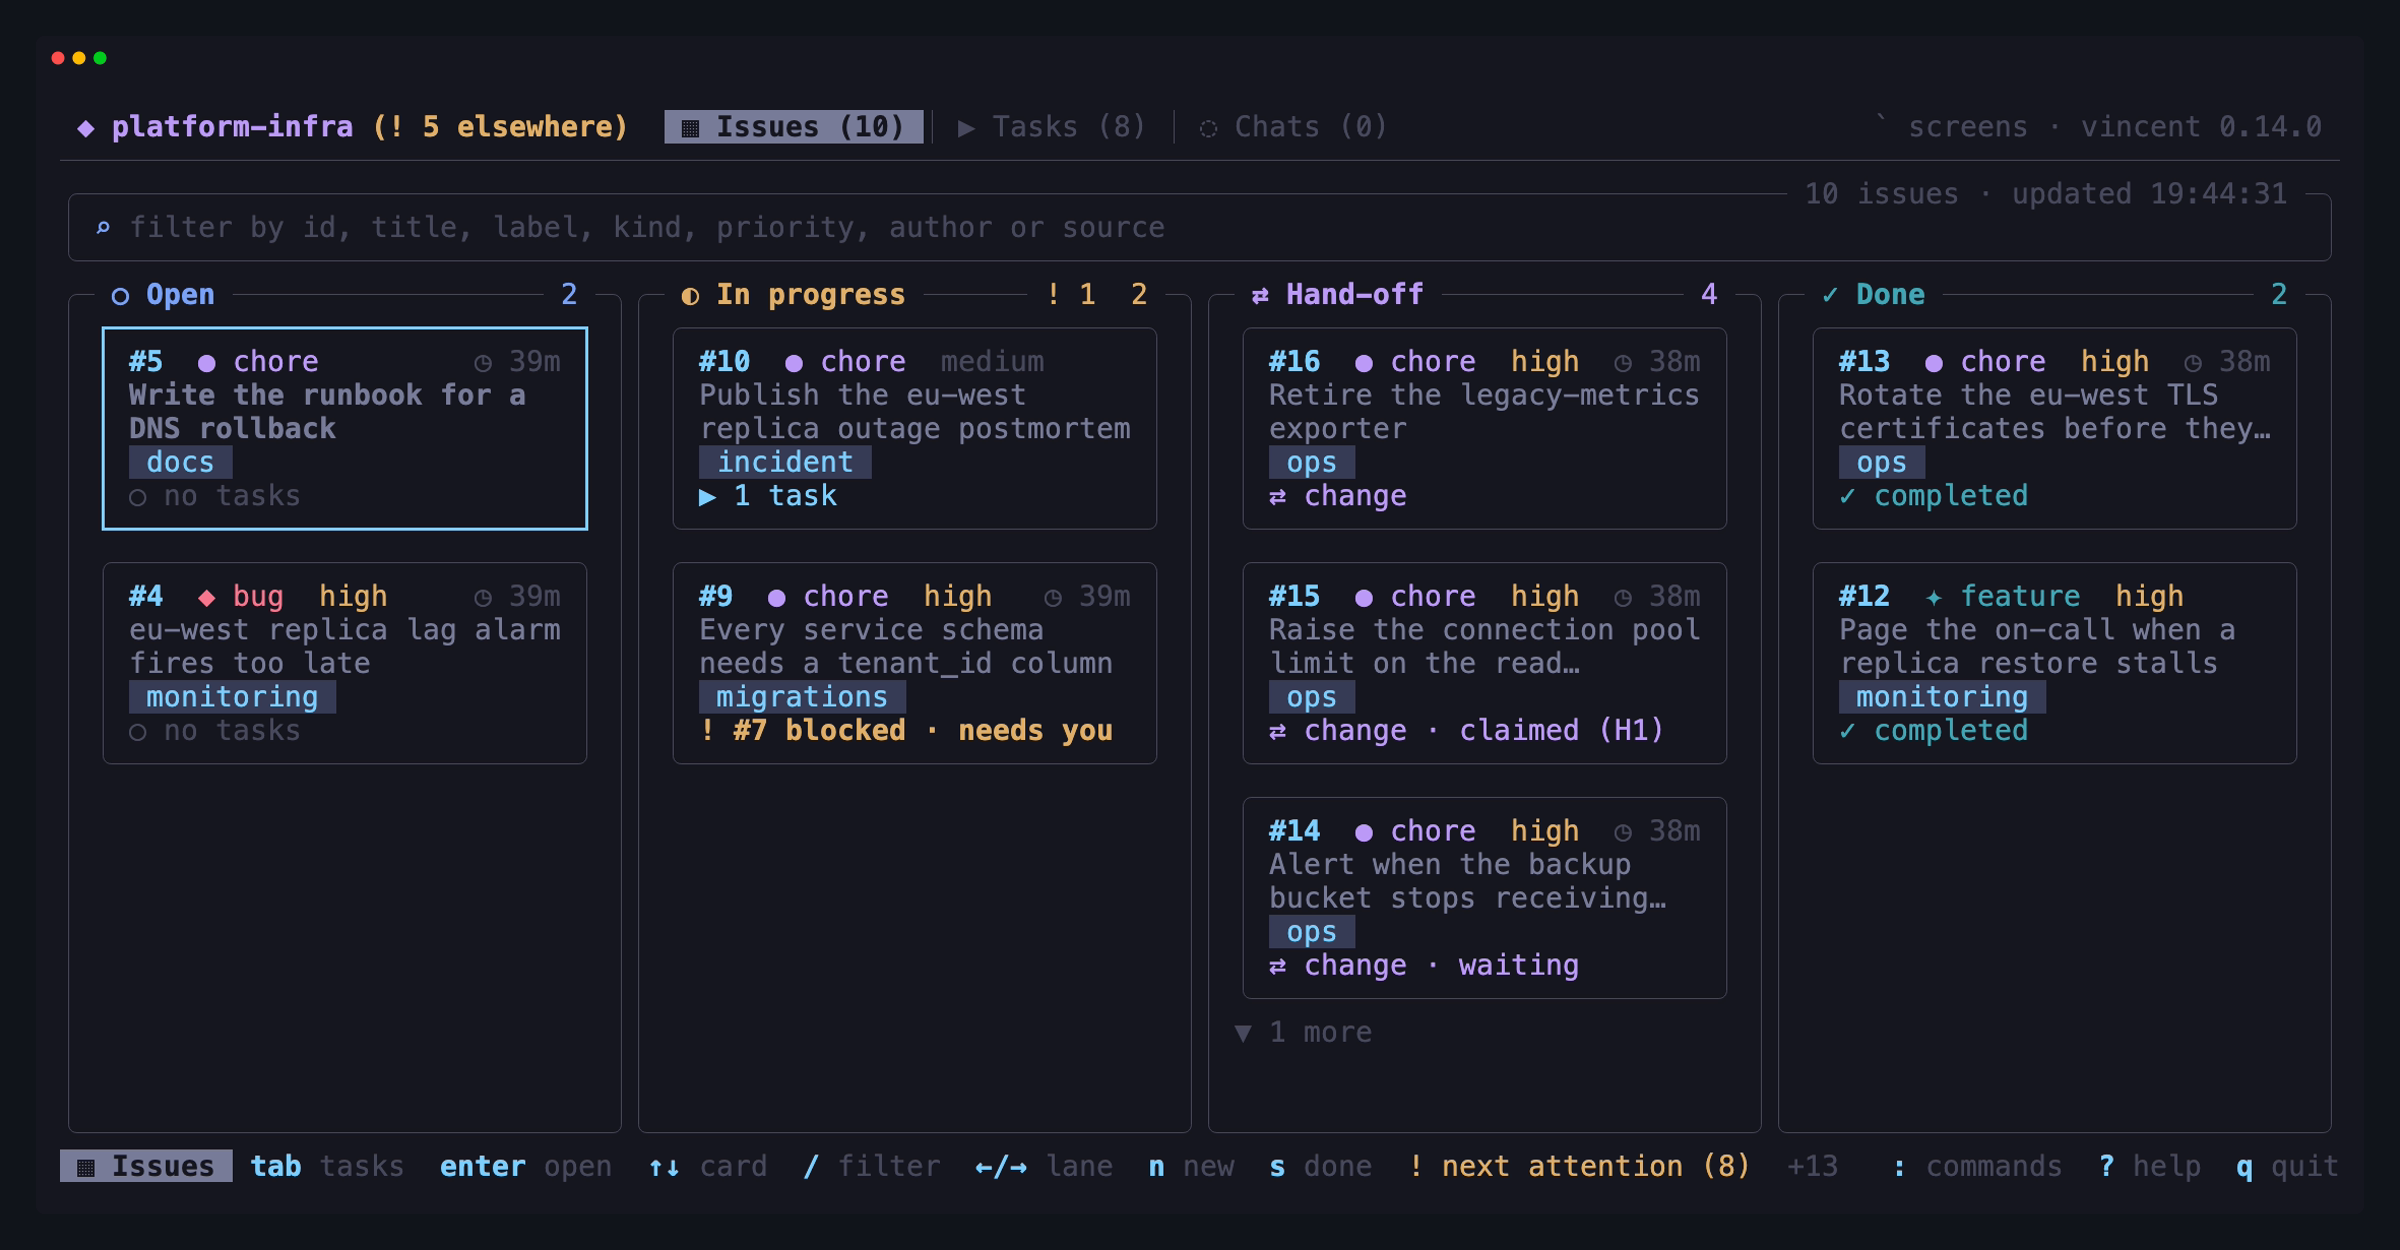 ◆ platform-infra (! 5 elsewhere) ▦ Issues (10) ▶ Tasks (8) ◌ Chats (0) ` screens · vincent 0.14.0
10 issues · updated 19:44:31
⌕ filter by id, title, label, kind, priority, author or source
○ Open 2
#5 ● chore ◷ 39m
Write the runbook for a
DNS rollback
docs
○ no tasks
#4 ◆ bug high ◷ 39m
eu-west replica lag alarm
fires too late
monitoring
○ no tasks
◐ In progress ! 1 2
#10 ● chore medium
Publish the eu-west
replica outage postmortem
incident
▶ 1 task
#9 ● chore high ◷ 39m
Every service schema
needs a tenant_id column
migrations
! #7 blocked · needs you
⇄ Hand-off 4
#16 ● chore high ◷ 38m
Retire the legacy-metrics
exporter
ops
⇄ change
#15 ● chore high ◷ 38m
Raise the connection pool
limit on the read…
ops
⇄ change · claimed (H1)
#14 ● chore high ◷ 38m
Alert when the backup
bucket stops receiving…
ops
⇄ change · waiting
▼ 1 more
✓ Done 2
#13 ● chore high ◷ 38m
Rotate the eu-west TLS
certificates before they…
ops
✓ completed
#12 ✦ feature high
Page the on-call when a
replica restore stalls
monitoring
✓ completed
▦ Issues tab tasks enter open ↑↓ card / filter ←/→ lane n new s done ! next attention (8) +13 : commands ? help q quit